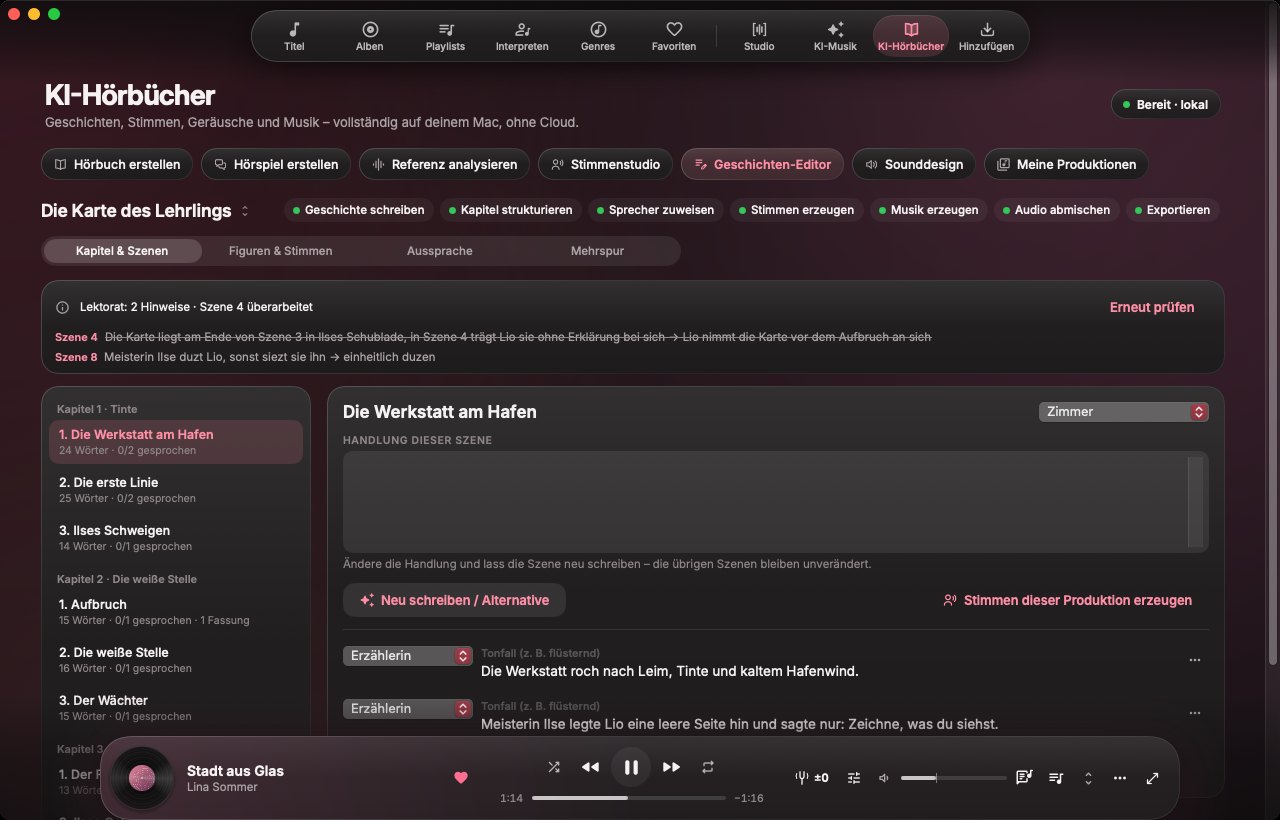 Titel
Alben
Playlists
Interpreten
Genres
Favoriten
Studio
KI-Musik
KI-Hörbücher
Hinzufügen
KI-Hörbücher
Geschichten, Stimmen, Geräusche und Musik – vollständig auf deinem Mac, ohne Cloud.
Bereit · lokal
Hörbuch erstellen
Hörspiel erstellen
Referenz analysieren
Stimmenstudio
Geschichten-Editor
Sounddesign
Meine Produktionen
Die Karte des Lehrlings
Geschichte schreiben
Kapitel strukturieren
Sprecher zuweisen
Stimmen erzeugen
Musik erzeugen
Audio abmischen
Exportieren
Kapitel & Szenen
Figuren & Stimmen
Aussprache
Mehrspur
Lektorat: 2 Hinweise · Szene 4 überarbeitet
Erneut prüfen
Szene 4 Die Karte liegt am Ende von Szene 3 in Ilses Schublade, in Szene 4 trägt Lio sie ohne Erklärung bei sich → Lio nimmt die Karte vor dem Aufbruch an sich
Szene 8 Meisterin Ilse duzt Lio, sonst siezt sie ihn → einheitlich duzen
Kapitel 1 · Tinte
1. Die Werkstatt am Hafen
24 Wörter · 0/2 gesprochen
2. Die erste Linie
25 Wörter · 0/2 gesprochen
3. Ilses Schweigen
14 Wörter · 0/1 gesprochen
Kapitel 2 · Die weiße Stelle
1. Aufbruch
15 Wörter · 0/1 gesprochen · 1 Fassung
2. Die weiße Stelle
16 Wörter · 0/1 gesprochen
3. Der Wächter
15 Wörter · 0/1 gesprochen
Kapitel 3
1. Der
13
Die Werkstatt am Hafen
Zimmer
HANDLUNG DIESER SZENE
Ändere die Handlung und lass die Szene neu schreiben – die übrigen Szenen bleiben unverändert.
Neu schreiben / Alternative
Stimmen dieser Produktion erzeugen
Erzählerin
Tonfall (z. B. flüsternd)
Die Werkstatt roch nach Leim, Tinte und kaltem Hafenwind.
Erzählerin
Tonfall (z. B. flüsternd)
Meisterin Ilse legte Lio eine leere Seite hin und sagte nur: Zeichne, was du siehst.
Stadt aus Glas
Lina Sommer
1:14
−1:16
±0